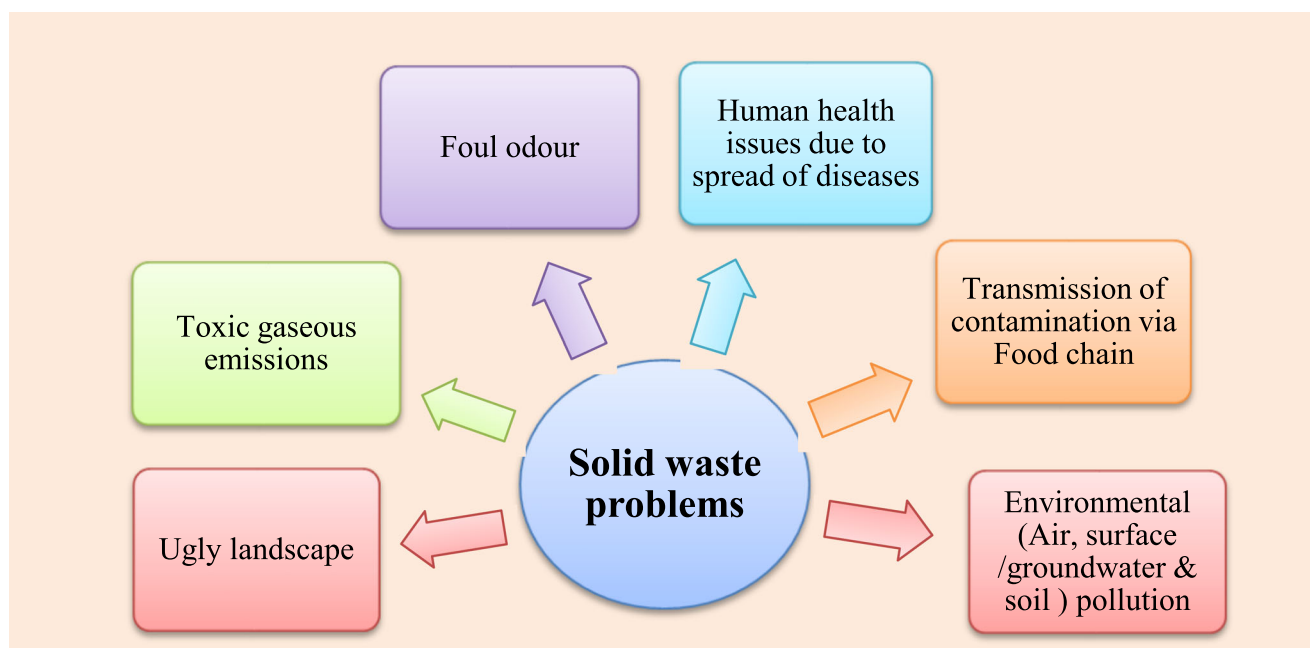 Foul odour
Human health
issues due to
spread of diseases
Toxic gaseous
emissions
Transmission of
contamination via
Food chain
Solid waste
problems
Ugly landscape
Environmental
(Air, surface
/groundwater &
soil ) pollution